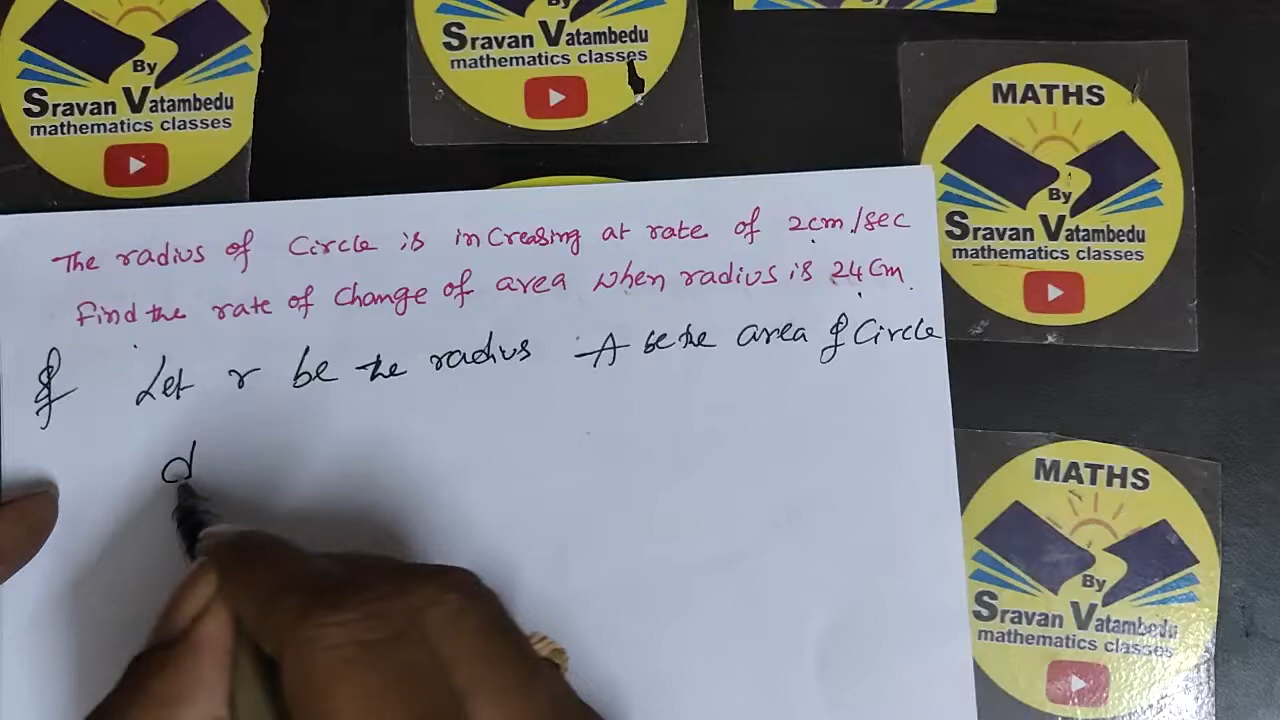 By
Sravan Vatambedu
mathematics classes
By
Sravan Vatambedu
mathematics classes
By
MATHS
By
Sravan Vatambedu
mathematics classes
The radius of Circle is inCreasing at rate of 2cm/sec
find the rate of Change of area when radius is 24Cm.
Let r be the radius A be the area of Circle
d
MATHS
By
Sravan Vatambedu
mathematics classes